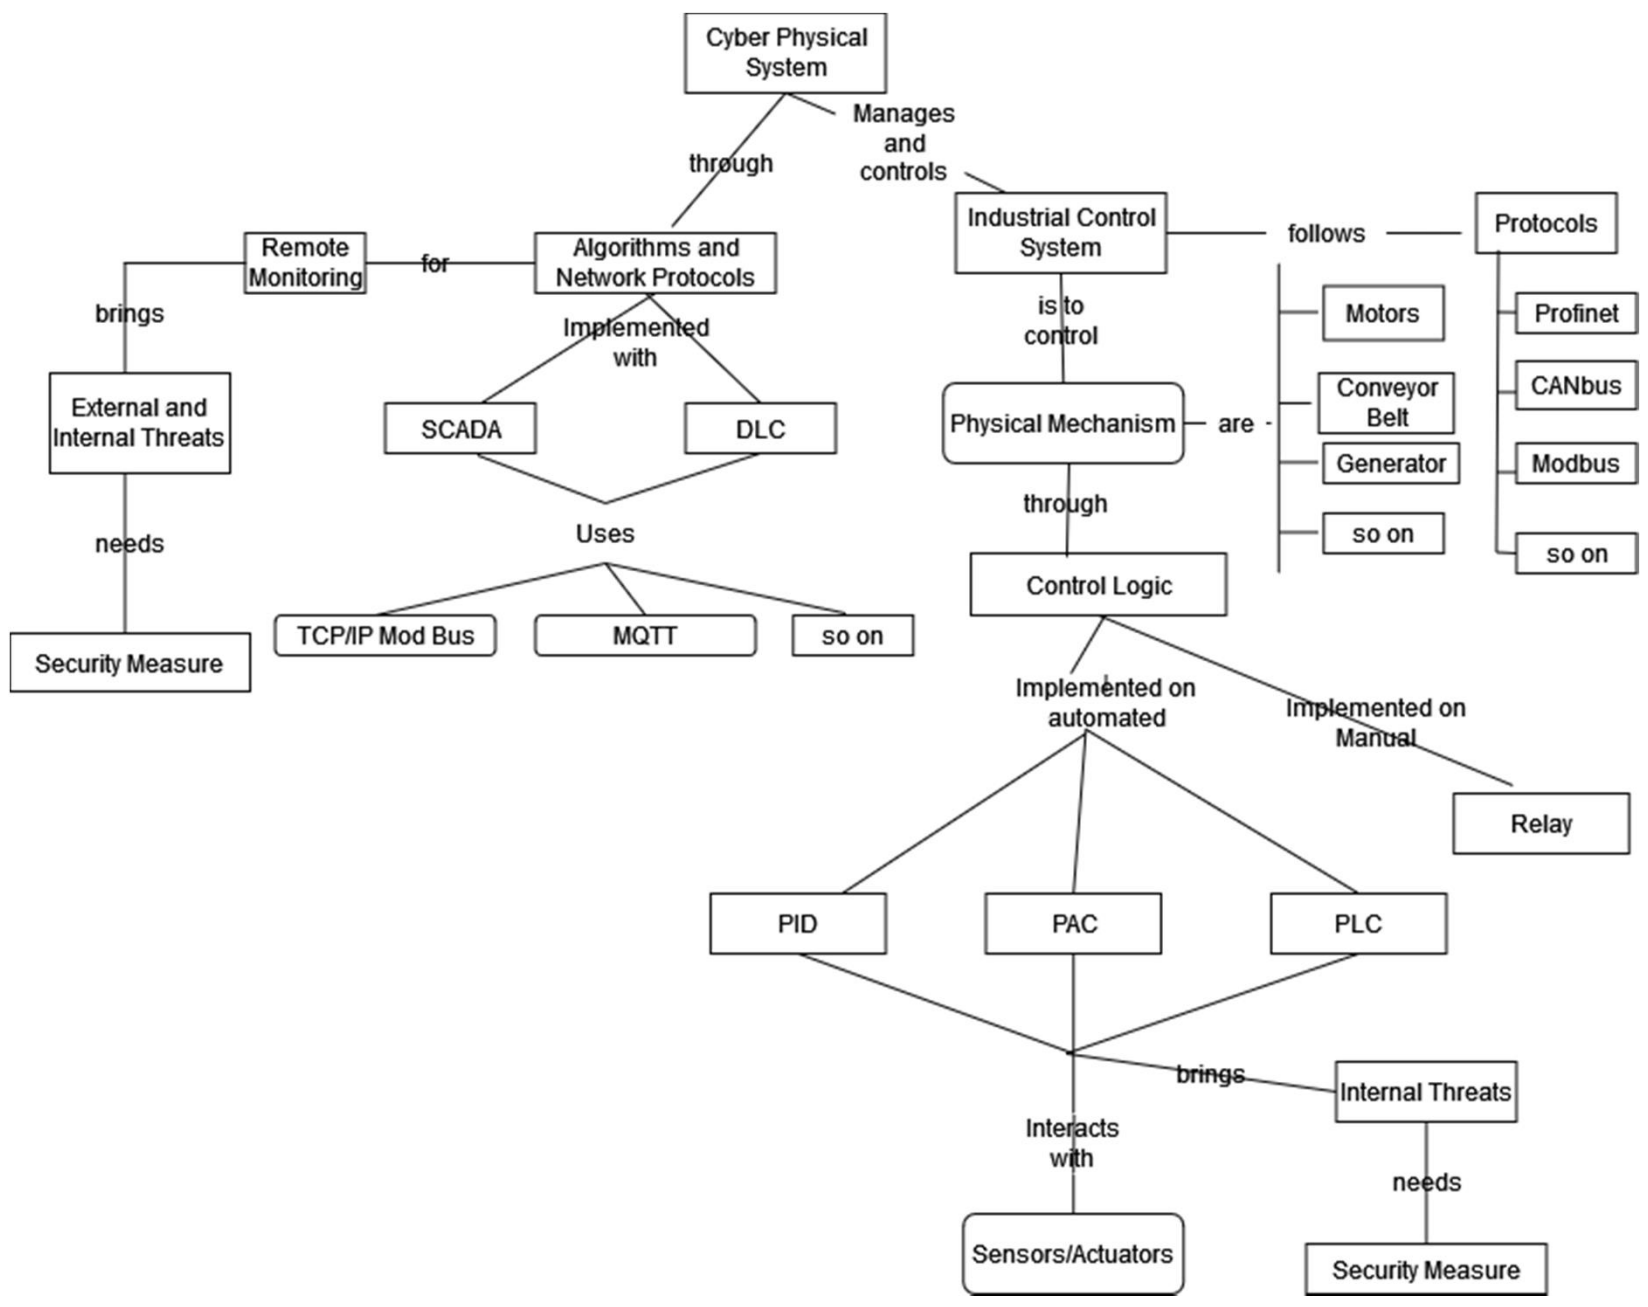 Cyber Physical
System
Manages
and
controls
through
Industrial Control
System
follows
Protocols
Remote
Monitoring
for
Algorithms and
Network Protocols
brings
Implemented
with
is to
control
Motors
Profinet
External and
Internal Threats
SCADA
DLC
Physical Mechanism
are
Conveyor
Belt
CANbus
Generator
Modbus
needs
Uses
through
so on
so on
Control Logic
Security Measure
TCP/IP Mod Bus
MQTT
so on
Implemented on
automated
Implemented on
Manual
Relay
PID
PAC
PLC
brings
Internal Threats
Interacts
with
needs
Sensors/Actuators
Security Measure